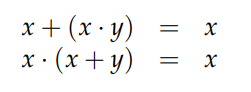 x + (x · y) = x
x · (x + y) = x